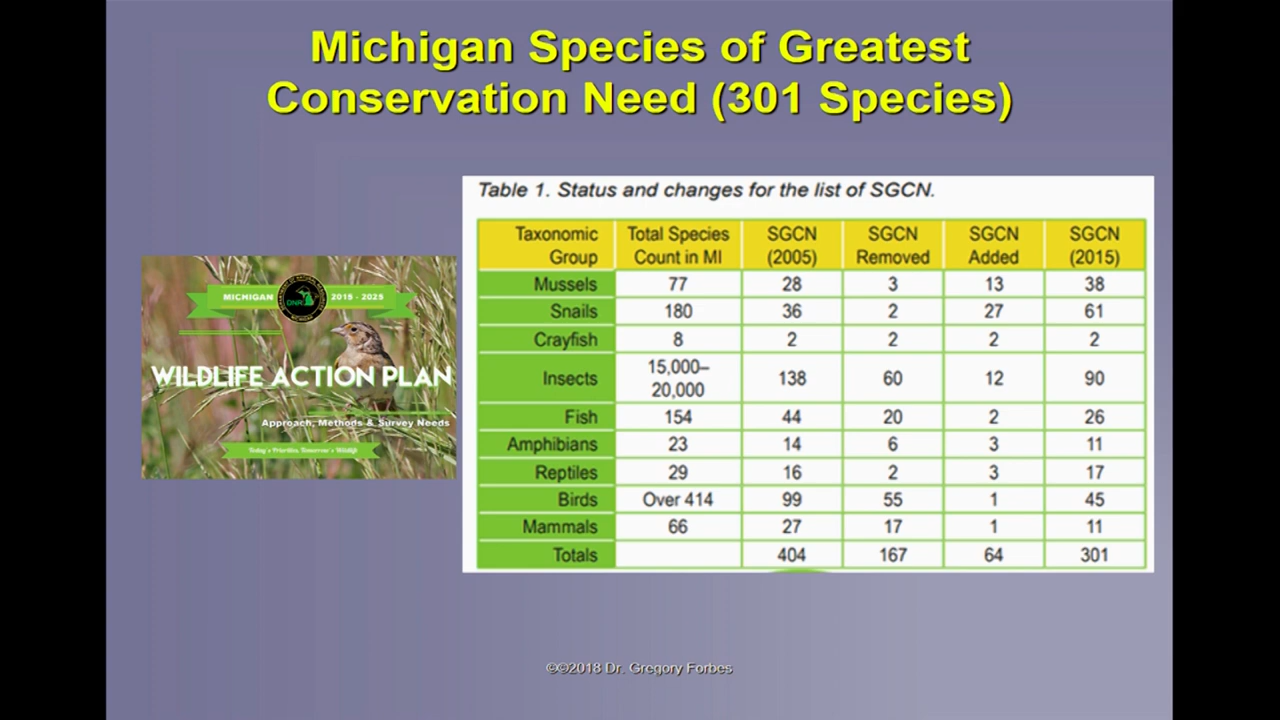 Michigan Species of Greatest
Conservation Need (301 Species)
MICHIGAN DNR 2015 - 2025
WILDLIFE ACTION PLAN
Approach, Methods & Survey Needs
Today's Priorities, Tomorrow's Wildlife
Table 1. Status and changes for the list of SGCN.
Taxonomic Group Total Species Count in MI SGCN (2005) SGCN Removed SGCN Added SGCN (2015)
Mussels 77 28 3 13 38
Snails 180 36 2 27 61
Crayfish 8 2 2 2 2
Insects 15,000–20,000 138 60 12 90
Fish 154 44 20 2 26
Amphibians 23 14 6 3 11
Reptiles 29 16 2 3 17
Birds Over 414 99 55 1 45
Mammals 66 27 17 1 11
Totals 404 167 64 301
©©2018 Dr. Gregory Forbes